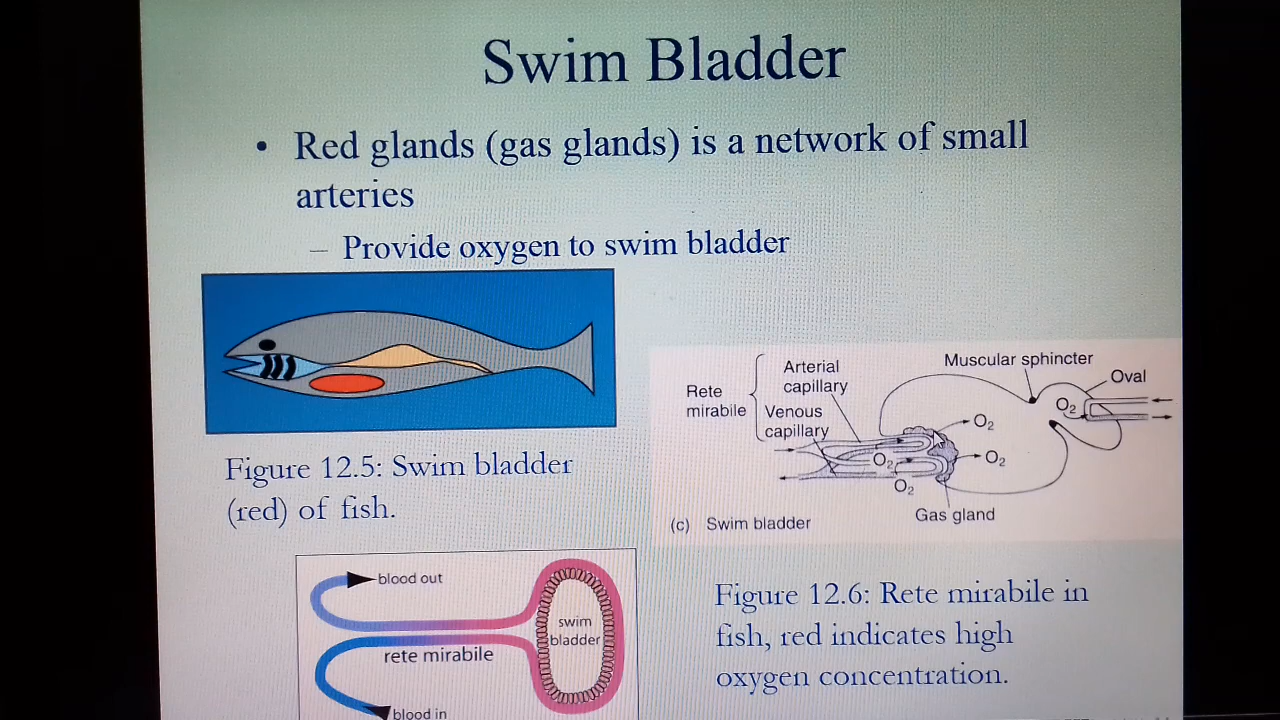 Swim Bladder
• Red glands (gas glands) is a network of small
arteries
– Provide oxygen to swim bladder
Figure 12.5: Swim bladder
(red) of fish.
Rete
mirabile
Arterial
capillary
Venous
capillary
Muscular sphincter
Oval
O2
O2
O2
O2
O2
Gas gland
(c) Swim bladder
blood out
swim
bladder
rete mirabile
blood in
Figure 12.6: Rete mirabile in
fish, red indicates high
oxygen concentration.